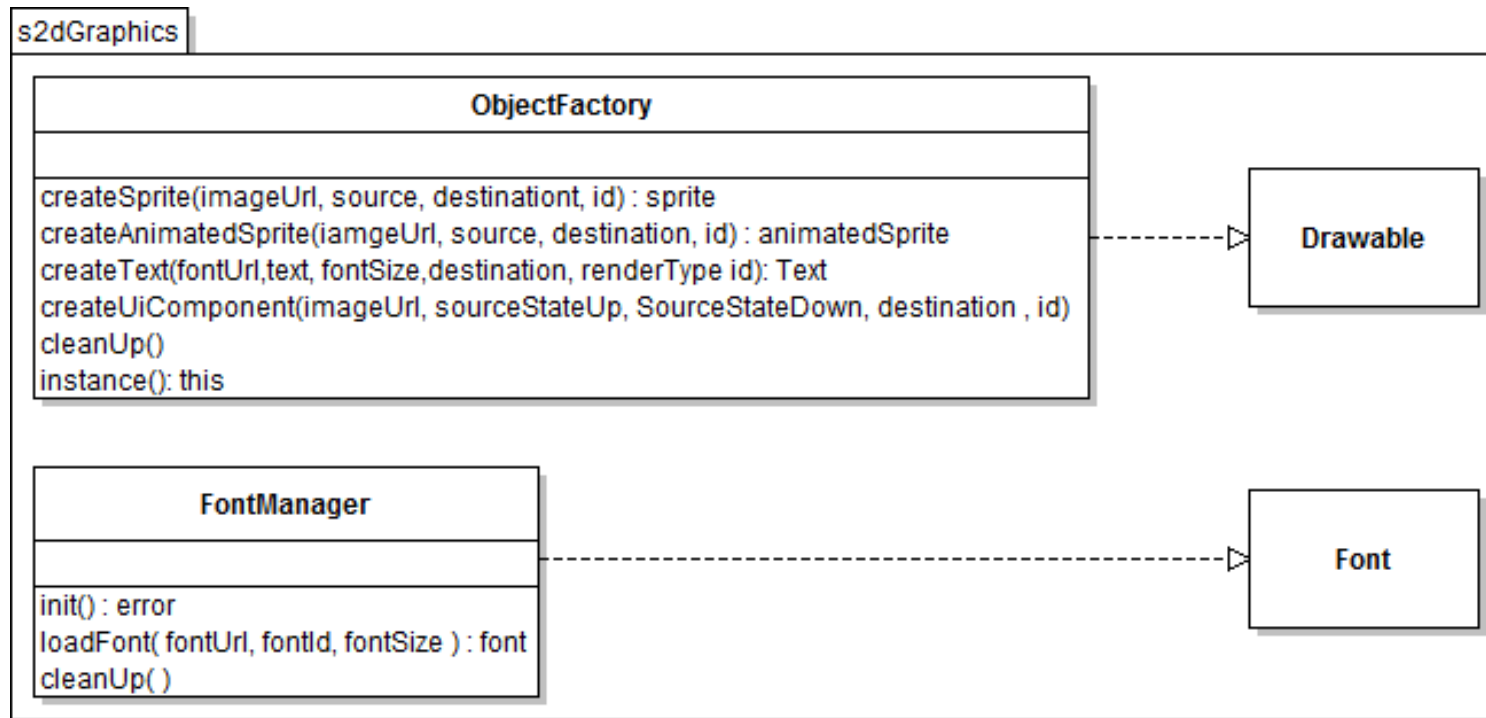 s2dGraphics
ObjectFactory
createSprite(imageUrl, source, destinationt, id) : sprite
createAnimatedSprite(iamgeUrl, source, destination, id) : animatedSprite
createText(fontUrl,text, fontSize,destination, renderType id): Text
createUiComponent(imageUrl, sourceStateUp, SourceStateDown, destination , id)
cleanUp()
instance(): this
Drawable
FontManager
init() : error
loadFont( fontUrl, fontId, fontSize ) : font
cleanUp( )
Font